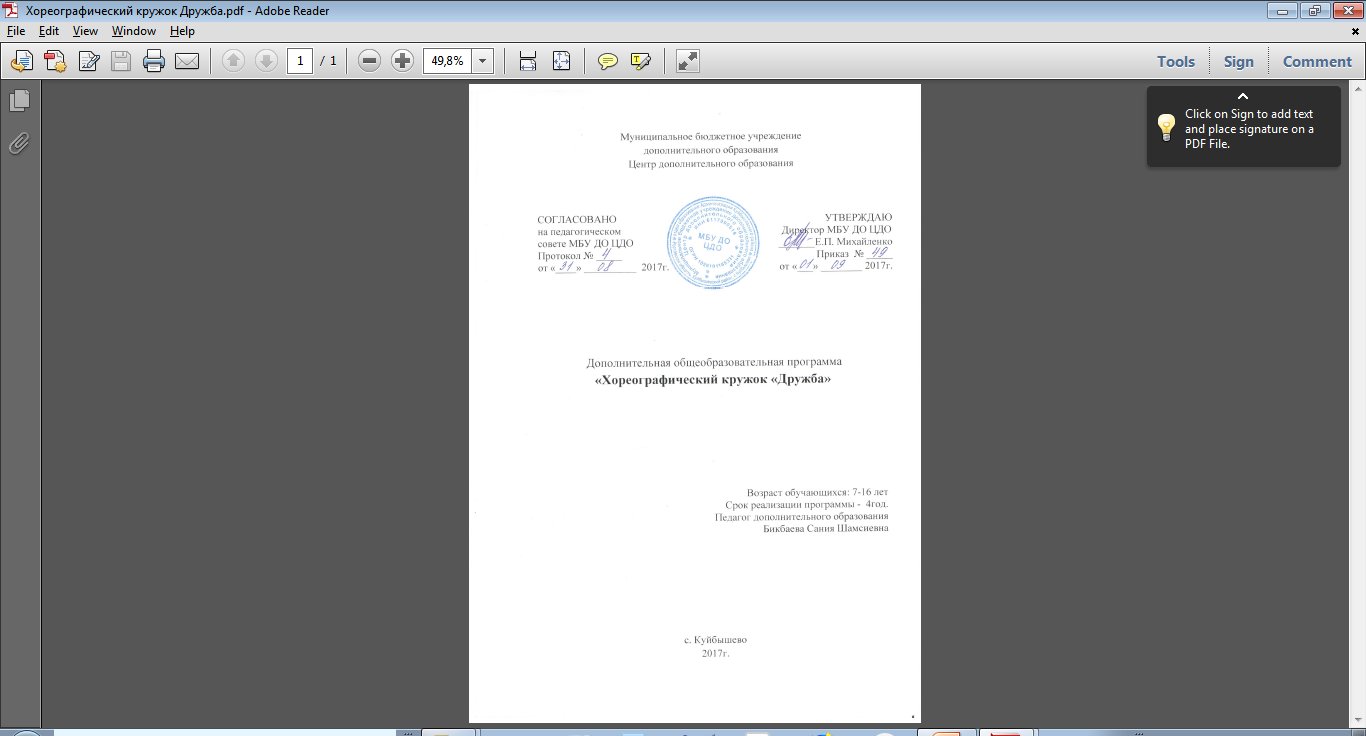 Хореографический кружок Дружба.pdf - Adobe Reader
File Edit View Window Help
1 / 1 49,8% Tools Sign Comment
Click on Sign to add text
and place signature on a
PDF File.
Муниципальное бюджетное учреждение
дополнительного образования
Центр дополнительного образования
СОГЛАСОВАНО
на педагогическом
совете МБУ ДО ЦДО
Протокол № 4
от «31» 08 2017г.
МБУ ДО
ЦДО
УТВЕРЖДАЮ
Директор МБУ ДО ЦДО
Е.П. Михайленко
Приказ № 49
от «01» 09 2017г.
Дополнительная общеобразовательная программа
«Хореографический кружок «Дружба»
Возраст обучающихся: 7-16 лет
Срок реализации программы - 4год.
Педагог дополнительного образования
Бикбаева Сания Шамсиевна
с. Куйбышево
2017г.